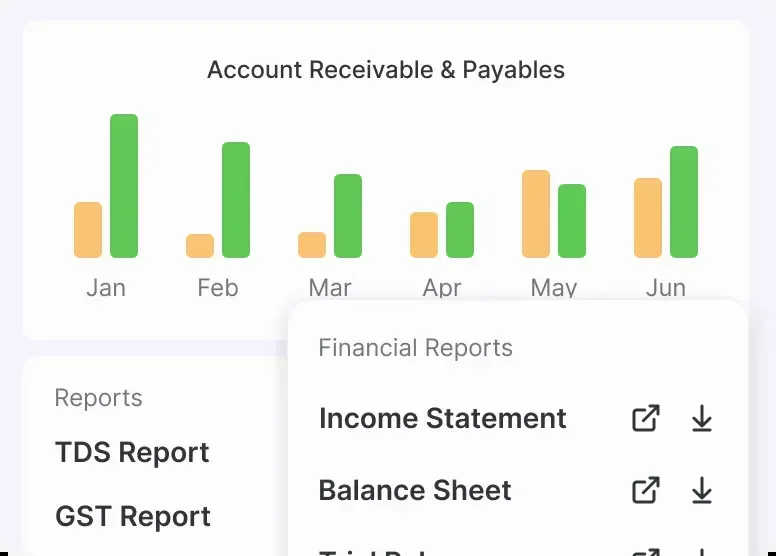 Account Receivable & Payables
Jan Feb Mar Apr May Jun
Reports
TDS Report
GST Report
Financial Reports
Income Statement
Balance Sheet